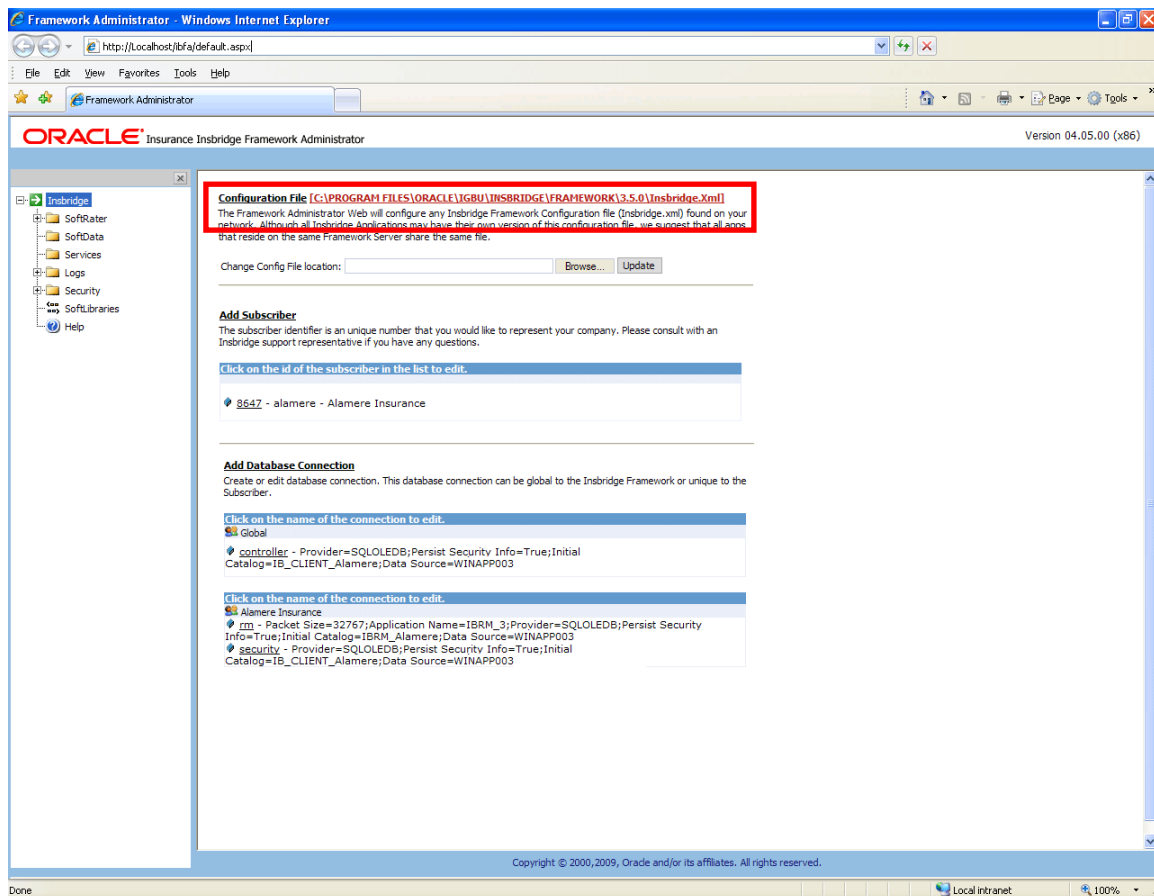 Framework Administrator - Windows Internet Explorer
http://Localhost/ibfa/default.aspx
File Edit View Favorites Tools Help
Framework Administrator
Page Tools
ORACLE Insurance Insbridge Framework Administrator
Version 04.05.00 (x86)
Insbridge
SoftRater
SoftData
Services
Logs
Security
SoftLibraries
Help
Configuration File [C:\PROGRAM FILES\ORACLE\IGBU\INSBRIDGE\FRAMEWORK\3.5.0\Insbridge.Xml]
The Framework Administrator Web will configure any Insbridge Framework Configuration file (Insbridge.xml) found on your
network. Although all Insbridge Applications may have their own version of this configuration file, we suggest that all apps
that reside on the same Framework Server share the same file.
Change Config File location: Browse... Update
Add Subscriber
The subscriber identifier is an unique number that you would like to represent your company. Please consult with an
Insbridge support representative if you have any questions.
Click on the id of the subscriber in the list to edit.
8647 - alamere - Alamere Insurance
Add Database Connection
Create or edit database connection. This database connection can be global to the Insbridge Framework or unique to the
Subscriber.
Click on the name of the connection to edit.
Global
controller - Provider=SQLOLEDB;Persist Security Info=True;Initial
Catalog=IB_CLIENT_Alamere;Data Source=WINAPP003
Click on the name of the connection to edit.
Alamere Insurance
rm - Packet Size=32767;Application Name=IBRM_3;Provider=SQLOLEDB;Persist Security
Info=True;Initial Catalog=IBRM_Alamere;Data Source=WINAPP003
security - Provider=SQLOLEDB;Persist Security Info=True;Initial
Catalog=IB_CLIENT_Alamere;Data Source=WINAPP003
Copyright © 2000,2009, Oracle and/or its affiliates. All rights reserved.
Done
Local intranet
100%